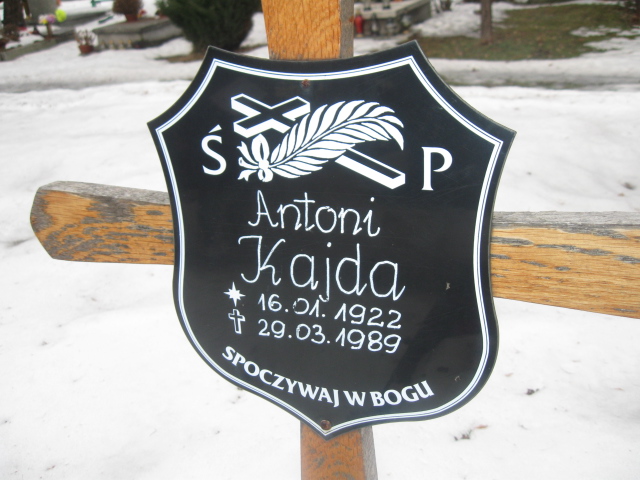 Ś P
Antoni
Kajda
16.01.1922
29.03.1989
SPOCZYWAJ W BOGU